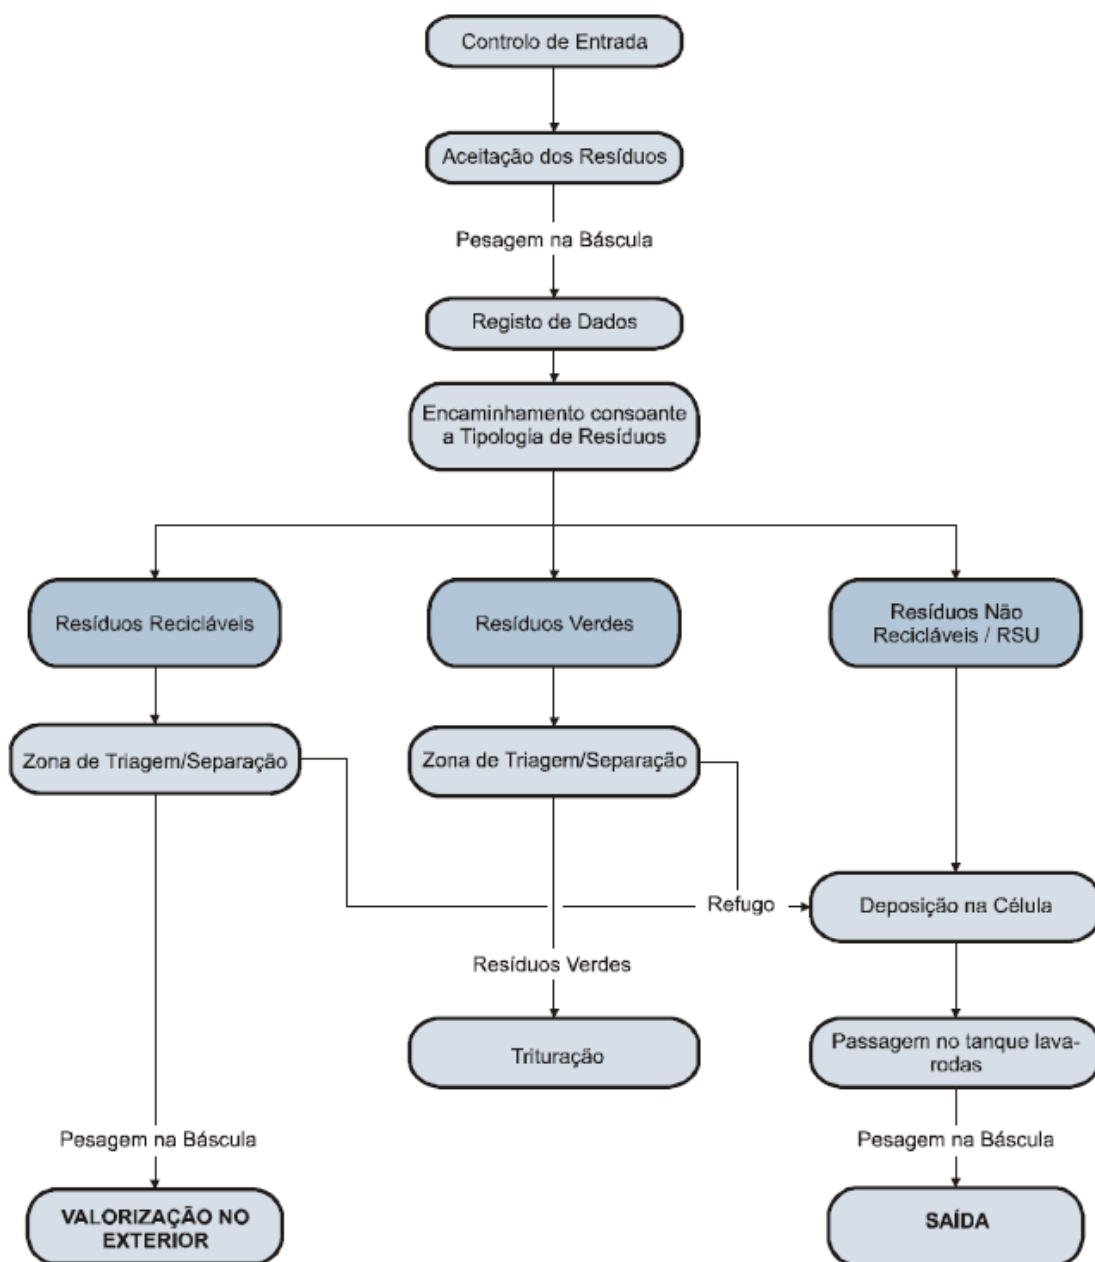 Controlo de Entrada
Aceitação dos Resíduos
Pesagem na Báscula
Registo de Dados
Encaminhamento consoante
a Tipologia de Resíduos
Resíduos Recicláveis
Resíduos Verdes
Resíduos Não
Recicláveis / RSU
Zona de Triagem/Separação
Zona de Triagem/Separação
Refugo
Deposição na Célula
Resíduos Verdes
Trituração
Passagem no tanque lava-
rodas
Pesagem na Báscula
Pesagem na Báscula
VALORIZAÇÃO NO
EXTERIOR
SAÍDA